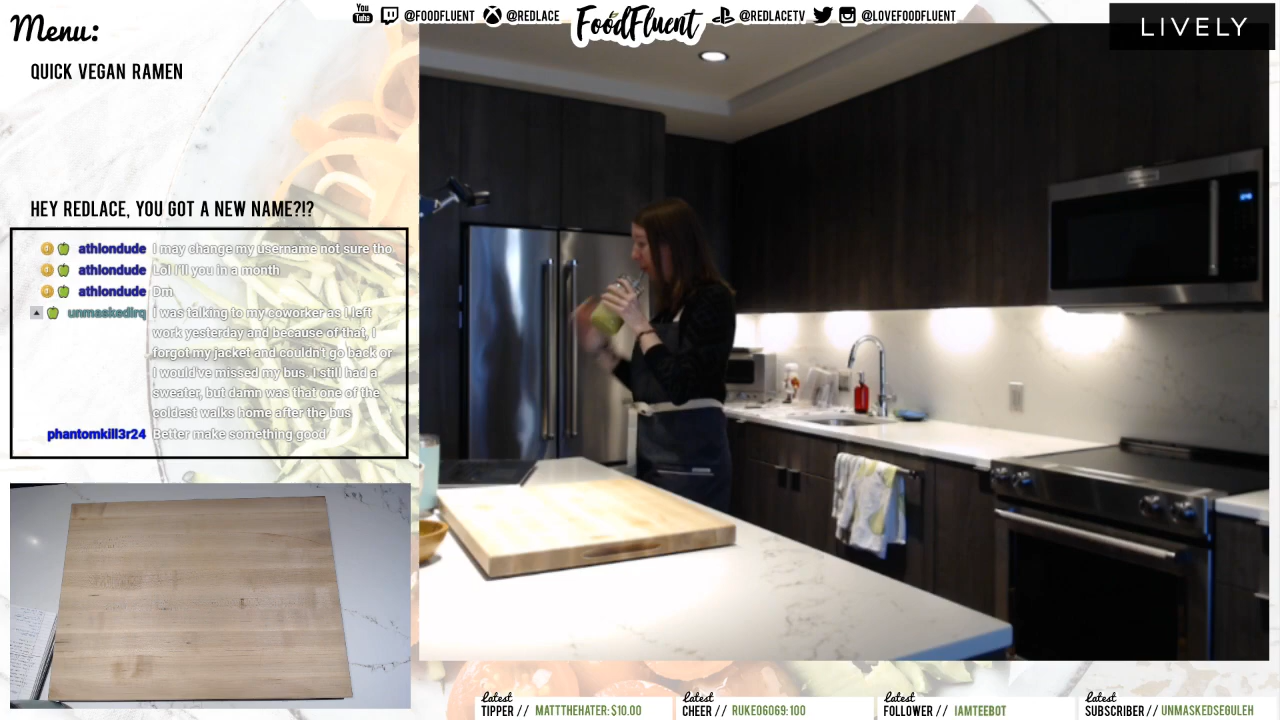 You
Tube
@FOODFLUENT
@REDLACE
FoodFluent
@REDLACETV
@LOVEFOODFLUENT
LIVELY
Menu:
QUICK VEGAN RAMEN
HEY REDLACE, YOU GOT A NEW NAME?!?
athlondude I may change my username not sure tho
athlondude Lol I'll you in a month
athlondude Dm
unmaskedirq I was talking to my coworker as I left
work yesterday and because of that, I
forgot my jacket and couldn't go back or
I would've missed my bus. I still had a
sweater, but damn was that one of the
coldest walks home after the bus
phantomkill3r24 Better make something good
latest
TIPPER // MATTTHEHATER: $10.00
latest
CHEER // RUKE06069: 100
latest
FOLLOWER // IAMTEEBOT
latest
SUBSCRIBER // UNMASKEDSEGULEH